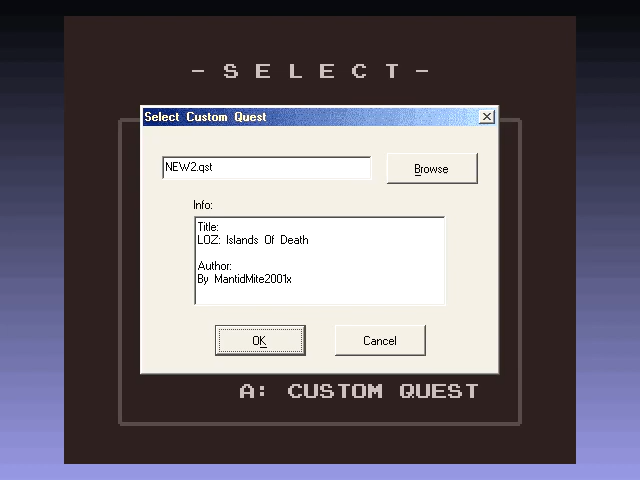 - S E L E C T -
Select Custom Quest
NEW2.qst
Browse
Info:
Title:
LOZ: Islands Of Death
Author:
By MantidMite2001x
OK
Cancel
A: CUSTOM QUEST